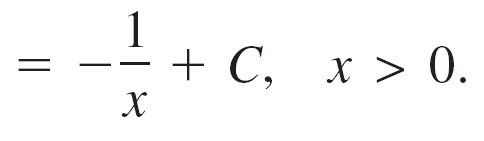 = −1/x + C, x > 0.